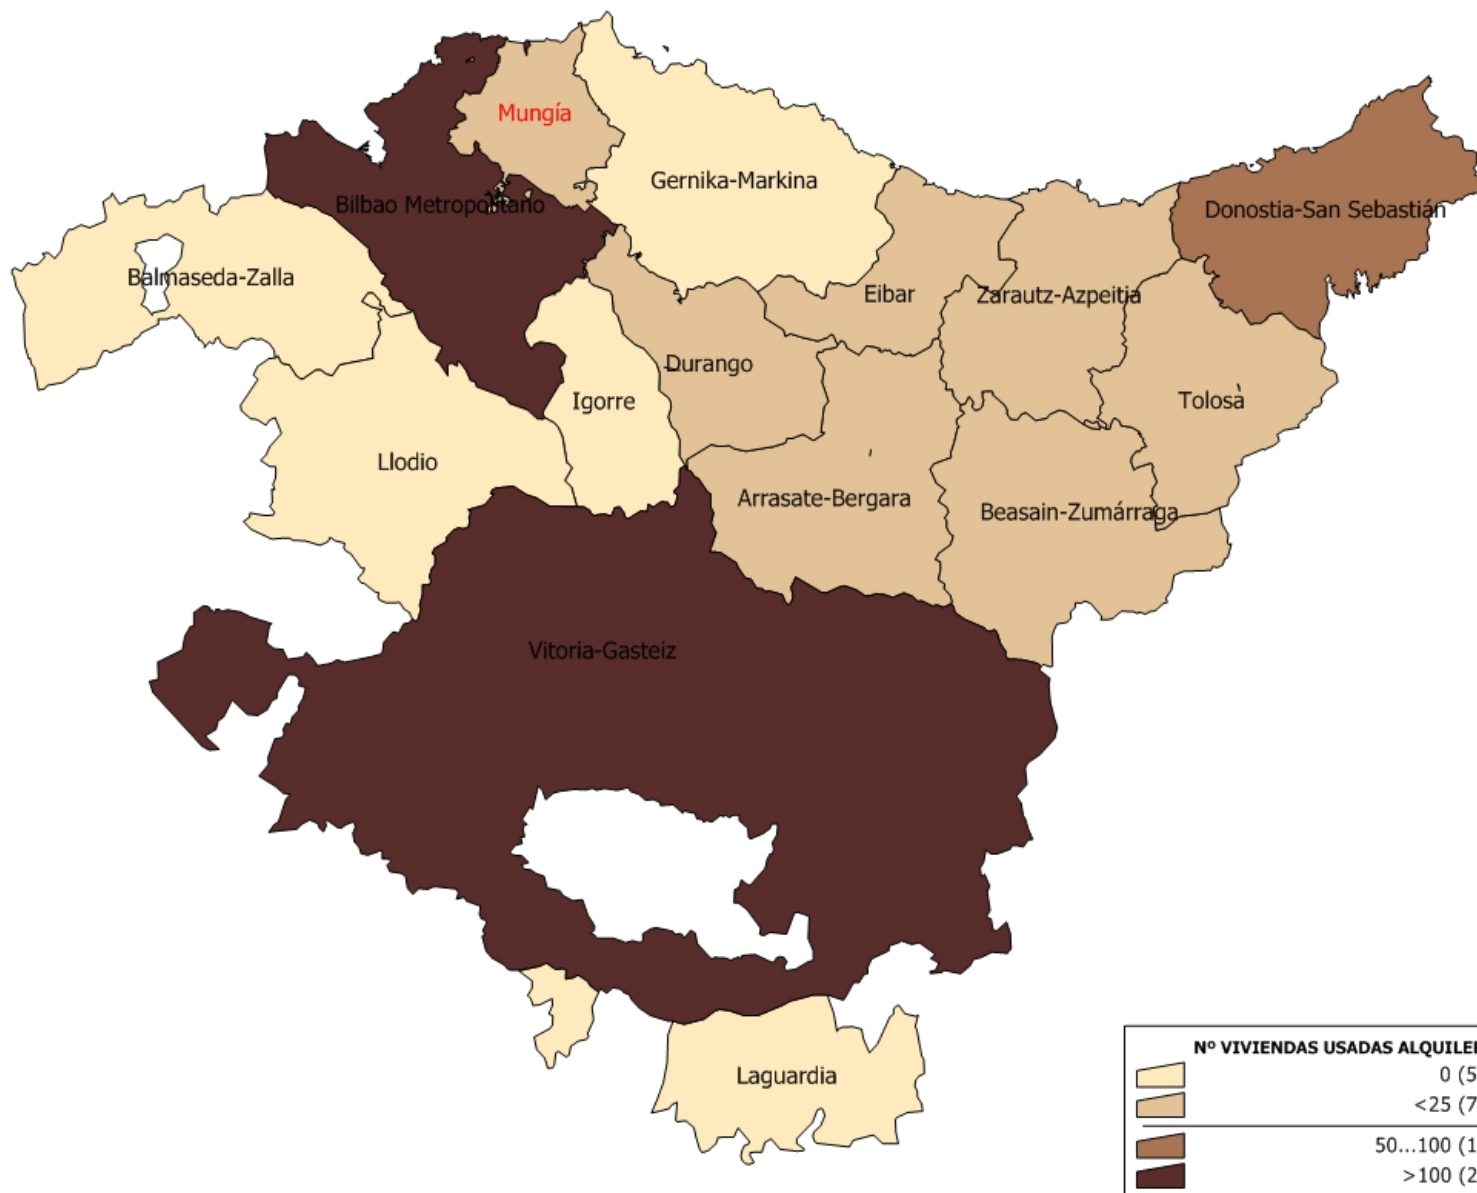 Mungía
Gernika-Markina
Bilbao Metropolitano
Donostia-San Sebastián
Balmaseda-Zalla
Eibar
Zarautz-Azpeitia
Durango
Igorre
Tolosa
Llodio
Arrasate-Bergara
Beasain-Zumárraga
Vitoria-Gasteiz
Laguardia
Nº VIVIENDAS USADAS ALQUILE
0 (5
<25 (7
50...100 (1
>100 (2